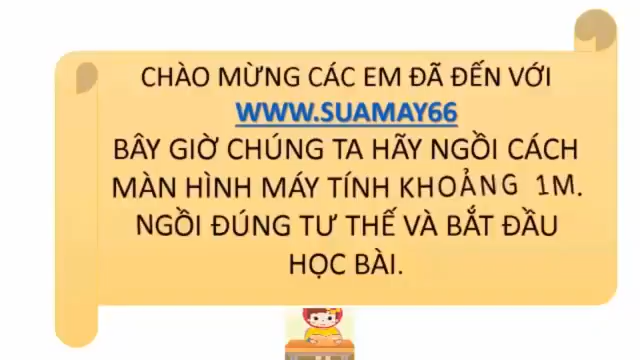 CHÀO MỪNG CÁC EM ĐÃ ĐẾN VỚI
WWW.SUAMAY66
BÂY GIỜ CHÚNG TA HÃY NGỒI CÁCH
MÀN HÌNH MÁY TÍNH KHOẢNG 1M.
NGỒI ĐÚNG TƯ THẾ VÀ BẮT ĐẦU
HỌC BÀI.